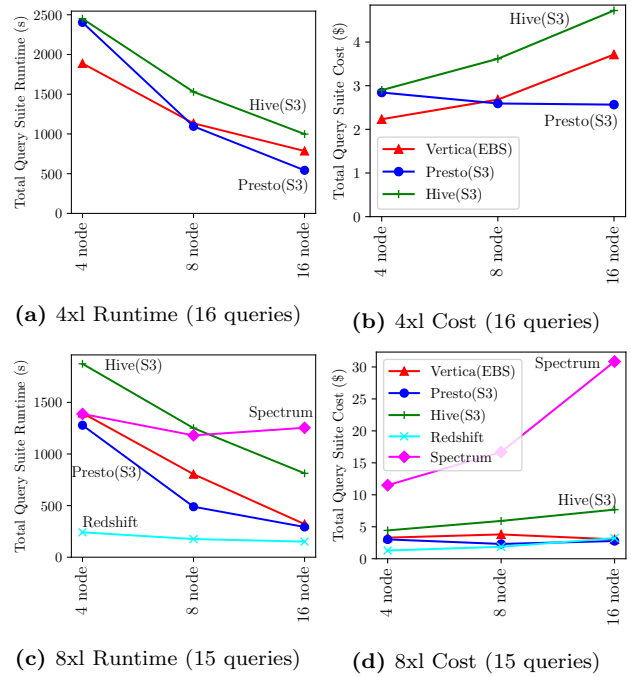 Total Query Suite Runtime (s)
2500
2000
1500
1000
500
0
Hive(S3)
Presto(S3)
4 node
8 node
16 node
(a) 4xl Runtime (16 queries)
Total Query Suite Cost ($)
4
2
0
Hive(S3)
Presto(S3)
Vertica(EBS)
Presto(S3)
Hive(S3)
4 node
8 node
16 node
(b) 4xl Cost (16 queries)
Total Query Suite Runtime (s)
1500
1000
500
0
Hive(S3)
Spectrum
Presto(S3)
Redshift
4 node
8 node
16 node
(c) 8xl Runtime (15 queries)
Total Query Suite Cost ($)
30
25
20
15
10
5
0
Spectrum
Vertica(EBS)
Presto(S3)
Hive(S3)
Redshift
Spectrum
Hive(S3)
4 node
8 node
16 node
(d) 8xl Cost (15 queries)